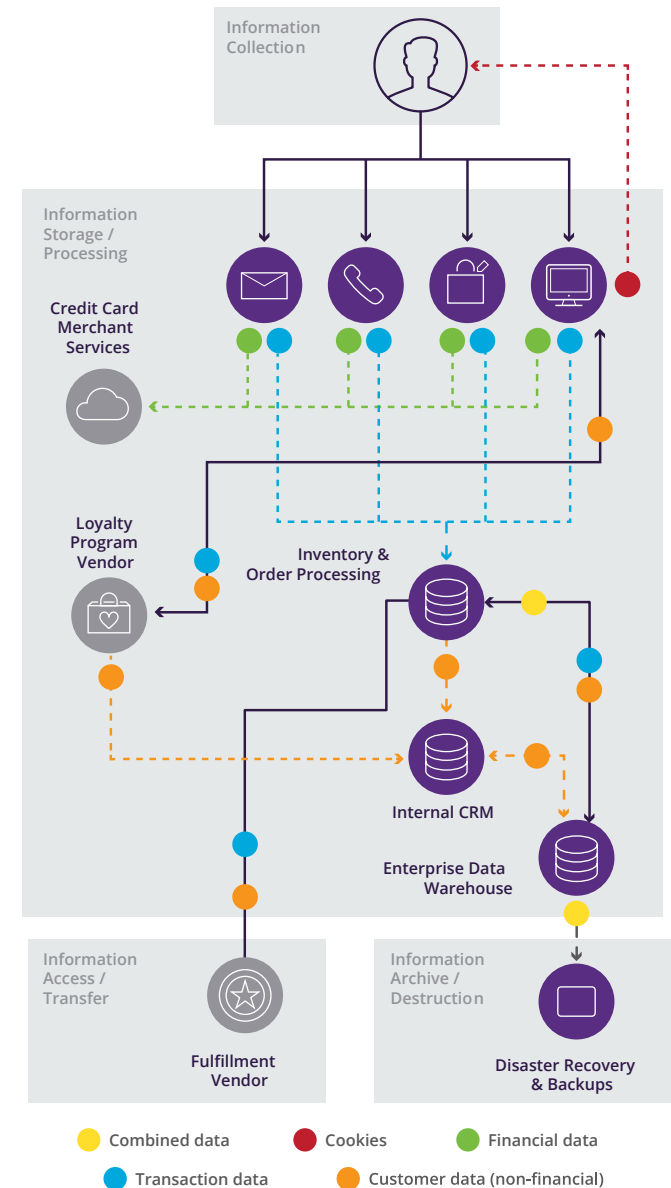 Information
Collection
Information
Storage /
Processing
Credit Card
Merchant
Services
Loyalty
Program
Vendor
Inventory &
Order Processing
Internal CRM
Enterprise Data
Warehouse
Information
Access /
Transfer
Fulfillment
Vendor
Information
Archive /
Destruction
Disaster Recovery
& Backups
Combined data
Cookies
Financial data
Transaction data
Customer data (non-financial)